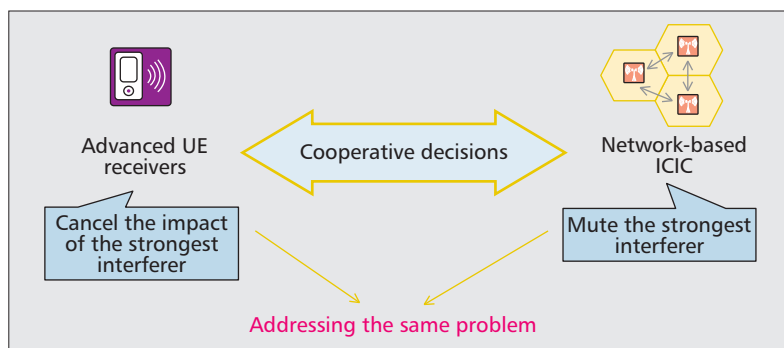 Advanced UE
receivers
Cooperative decisions
Network-based
ICIC
Cancel the impact
of the strongest
interferer
Mute the strongest
interferer
Addressing the same problem